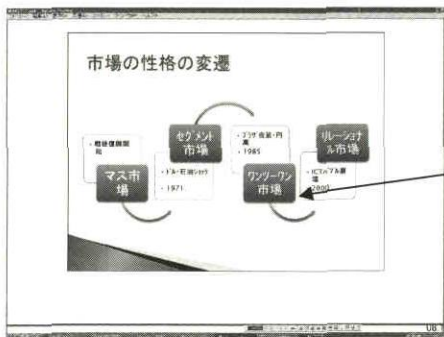 市場の性格の変遷
マス市
場
セグメント
市場
・ドル・石油ショック
・1971
・プラザ合意・円
高
・1985
ワンツーワン
市場
リレーショナ
ル市場
・ICTバブル崩
壊
・2000
UB